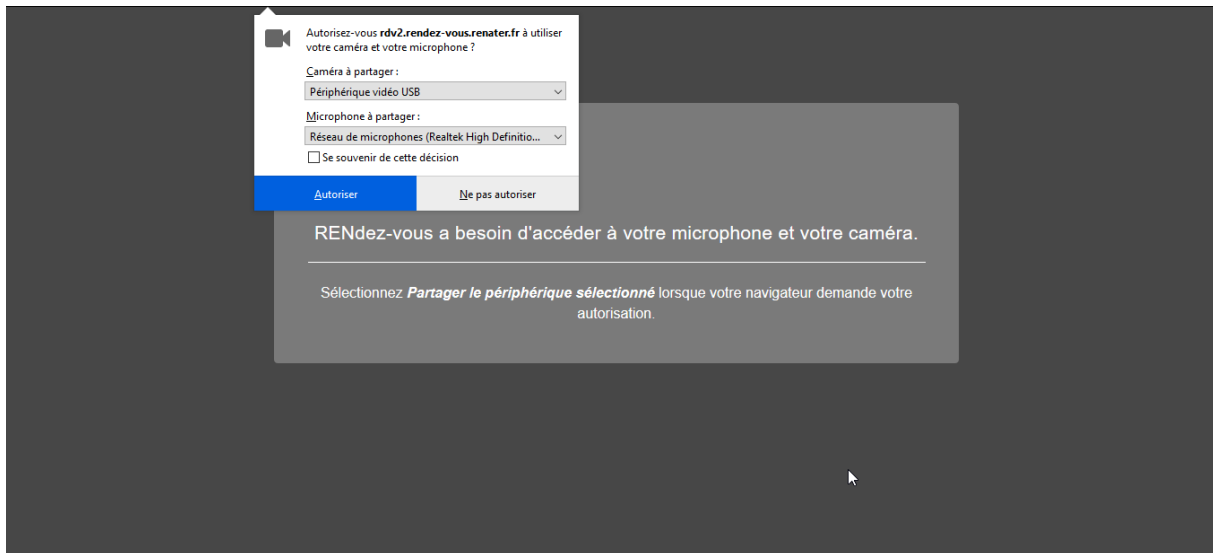 Autorisez-vous rdv2.rendez-vous.renater.fr à utiliser
votre caméra et votre microphone ?
Caméra à partager :
Périphérique vidéo USB
Microphone à partager :
Réseau de microphones (Realtek High Definitio...
Se souvenir de cette décision
Autoriser
Ne pas autoriser
RENdez-vous a besoin d'accéder à votre microphone et votre caméra.
Sélectionnez Partager le périphérique sélectionné lorsque votre navigateur demande votre
autorisation.